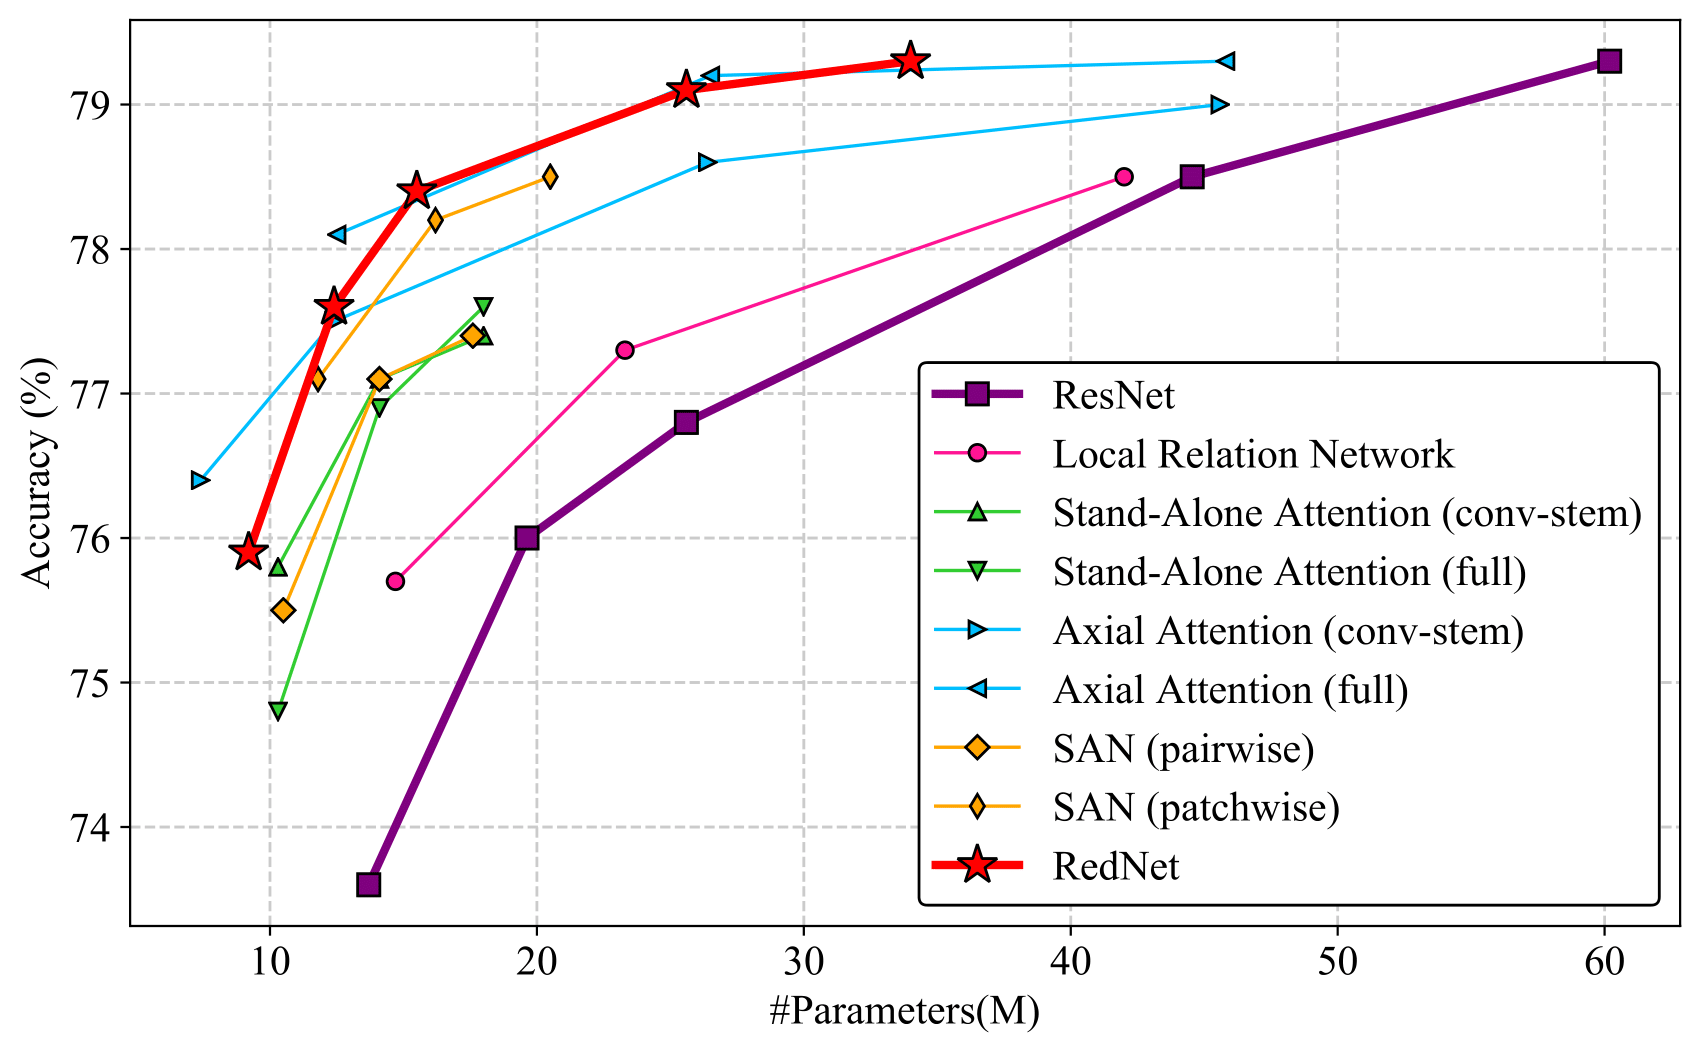 79
78
77
76
75
74
Accuracy (%)
10 20 30 40 50 60
#Parameters(M)
ResNet
Local Relation Network
Stand-Alone Attention (conv-stem)
Stand-Alone Attention (full)
Axial Attention (conv-stem)
Axial Attention (full)
SAN (pairwise)
SAN (patchwise)
RedNet